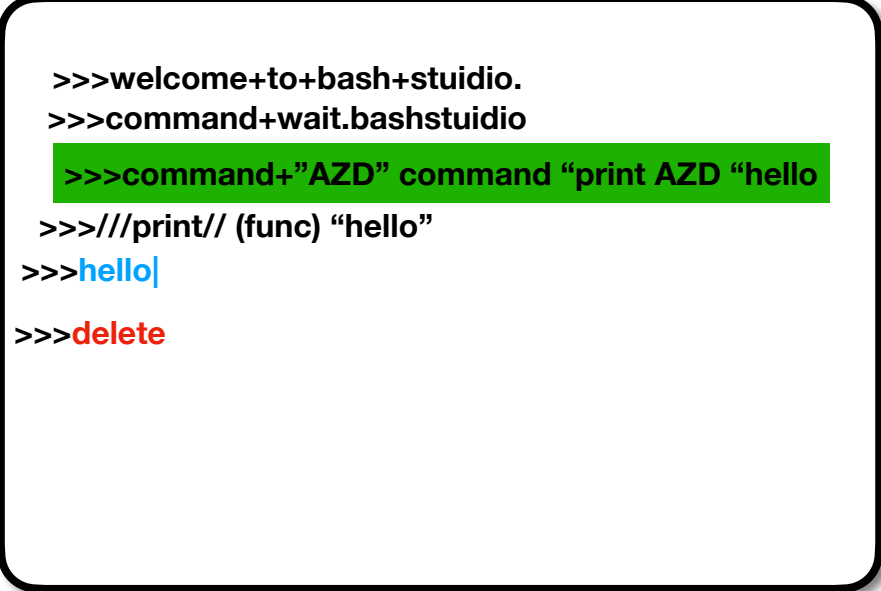 >>>welcome+to+bash+stuidio.
>>>command+wait.bashstuidio
>>>command+”AZD” command “print AZD “hello
>>>///print// (func) “hello”
>>>hello|
>>>delete